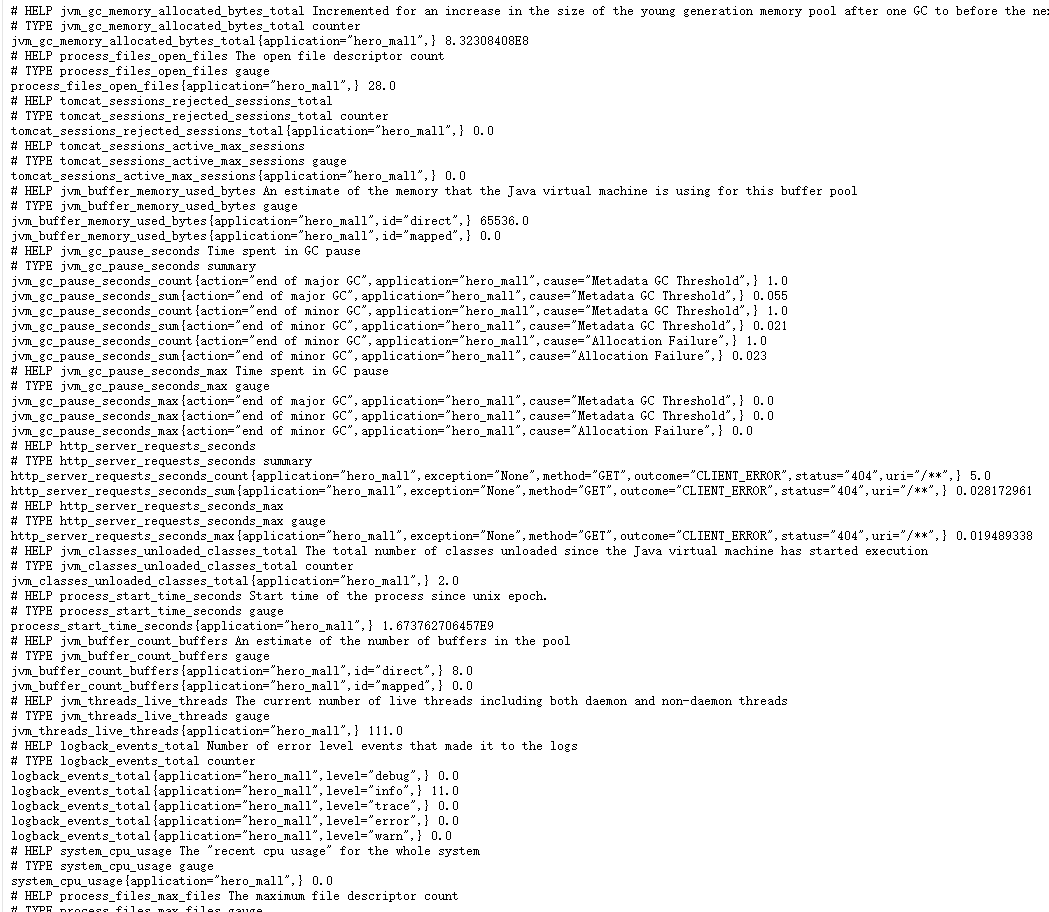 # HELP jvm_gc_memory_allocated_bytes_total Incremented for an increase in the size of the young generation memory pool after one GC to before the
# TYPE jvm_gc_memory_allocated_bytes_total counter
jvm_gc_memory_allocated_bytes_total{application="hero_mall",} 8.32308408E8
# HELP process_files_open_files The open file descriptor count
# TYPE process_files_open_files gauge
process_files_open_files{application="hero_mall",} 28.0
# HELP tomcat_sessions_rejected_sessions_total
# TYPE tomcat_sessions_rejected_sessions_total counter
tomcat_sessions_rejected_sessions_total{application="hero_mall",} 0.0
# HELP tomcat_sessions_active_max_sessions
# TYPE tomcat_sessions_active_max_sessions gauge
tomcat_sessions_active_max_sessions{application="hero_mall",} 0.0
# HELP jvm_buffer_memory_used_bytes An estimate of the memory that the Java virtual machine is using for this buffer pool
# TYPE jvm_buffer_memory_used_bytes gauge
jvm_buffer_memory_used_bytes{application="hero_mall",id="direct",} 65536.0
jvm_buffer_memory_used_bytes{application="hero_mall",id="mapped",} 0.0
# HELP jvm_gc_pause_seconds Time spent in GC pause
# TYPE jvm_gc_pause_seconds summary
jvm_gc_pause_seconds_count{action="end of major GC",application="hero_mall",cause="Metadata GC Threshold",} 1.0
jvm_gc_pause_seconds_sum{action="end of major GC",application="hero_mall",cause="Metadata GC Threshold",} 0.055
jvm_gc_pause_seconds_count{action="end of minor GC",application="hero_mall",cause="Metadata GC Threshold",} 1.0
jvm_gc_pause_seconds_sum{action="end of minor GC",application="hero_mall",cause="Metadata GC Threshold",} 0.021
jvm_gc_pause_seconds_count{action="end of minor GC",application="hero_mall",cause="Allocation Failure",} 1.0
jvm_gc_pause_seconds_sum{action="end of minor GC",application="hero_mall",cause="Allocation Failure",} 0.023
# HELP jvm_gc_pause_seconds_max Time spent in GC pause
# TYPE jvm_gc_pause_seconds_max gauge
jvm_gc_pause_seconds_max{action="end of major GC",application="hero_mall",cause="Metadata GC Threshold",} 0.0
jvm_gc_pause_seconds_max{action="end of minor GC",application="hero_mall",cause="Metadata GC Threshold",} 0.0
jvm_gc_pause_seconds_max{action="end of minor GC",application="hero_mall",cause="Allocation Failure",} 0.0
# HELP http_server_requests_seconds
# TYPE http_server_requests_seconds summary
http_server_requests_seconds_count{application="hero_mall",exception="None",method="GET",outcome="CLIENT_ERROR",status="404",uri="/**",} 5.0
http_server_requests_seconds_sum{application="hero_mall",exception="None",method="GET",outcome="CLIENT_ERROR",status="404",uri="/**",} 0.028172961
# HELP http_server_requests_seconds_max
# TYPE http_server_requests_seconds_max gauge
http_server_requests_seconds_max{application="hero_mall",exception="None",method="GET",outcome="CLIENT_ERROR",status="404",uri="/**",} 0.019489338
# HELP jvm_classes_unloaded_classes_total The total number of classes unloaded since the Java virtual machine has started execution
# TYPE jvm_classes_unloaded_classes_total counter
jvm_classes_unloaded_classes_total{application="hero_mall",} 2.0
# HELP process_start_time_seconds Start time of the process since unix epoch.
# TYPE process_start_time_seconds gauge
process_start_time_seconds{application="hero_mall",} 1.673762706457E9
# HELP jvm_buffer_count_buffers An estimate of the number of buffers in the pool
# TYPE jvm_buffer_count_buffers gauge
jvm_buffer_count_buffers{application="hero_mall",id="direct",} 8.0
jvm_buffer_count_buffers{application="hero_mall",id="mapped",} 0.0
# HELP jvm_threads_live_threads The current number of live threads including both daemon and non-daemon threads
# TYPE jvm_threads_live_threads gauge
jvm_threads_live_threads{application="hero_mall",} 111.0
# HELP logback_events_total Number of error level events that made it to the logs
# TYPE logback_events_total counter
logback_events_total{application="hero_mall",level="debug",} 0.0
logback_events_total{application="hero_mall",level="info",} 11.0
logback_events_total{application="hero_mall",level="trace",} 0.0
logback_events_total{application="hero_mall",level="error",} 0.0
logback_events_total{application="hero_mall",level="warn",} 0.0
# HELP system_cpu_usage The "recent cpu usage" for the whole system
# TYPE system_cpu_usage gauge
system_cpu_usage{application="hero_mall",} 0.0
# HELP process_files_max_files The maximum file descriptor count
# TYPE process_files_max_files gauge